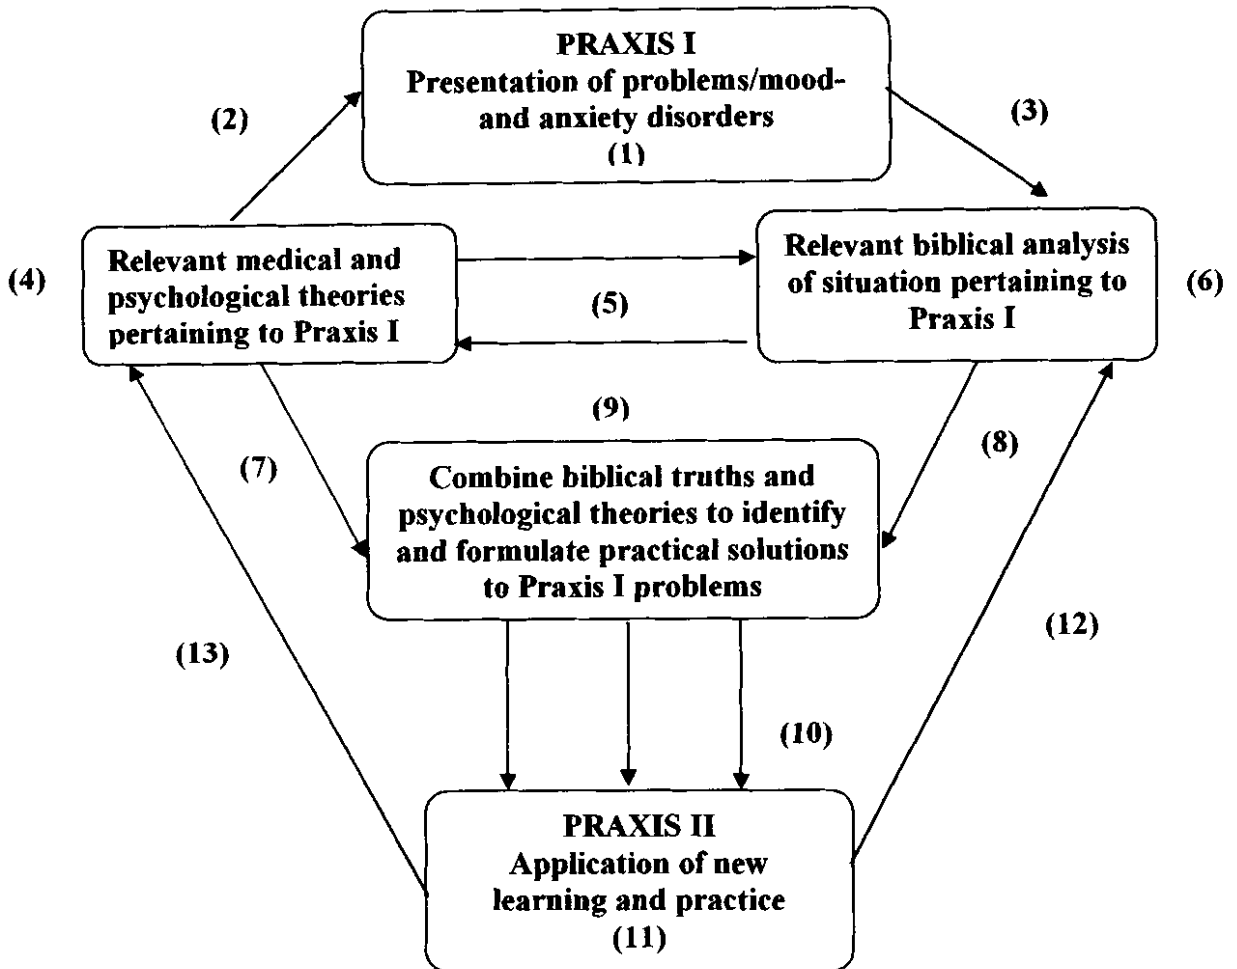 PRAXIS I
Presentation of problems/mood-
and anxiety disorders
(1)
(2)
(3)
Relevant medical and
psychological theories
pertaining to Praxis I
(4)
(5)
Relevant biblical analysis
of situation pertaining to
Praxis I
(6)
(9)
(7)
(8)
Combine biblical truths and
psychological theories to identify
and formulate practical solutions
to Praxis I problems
(13)
(12)
(10)
PRAXIS II
Application of new
learning and practice
(11)